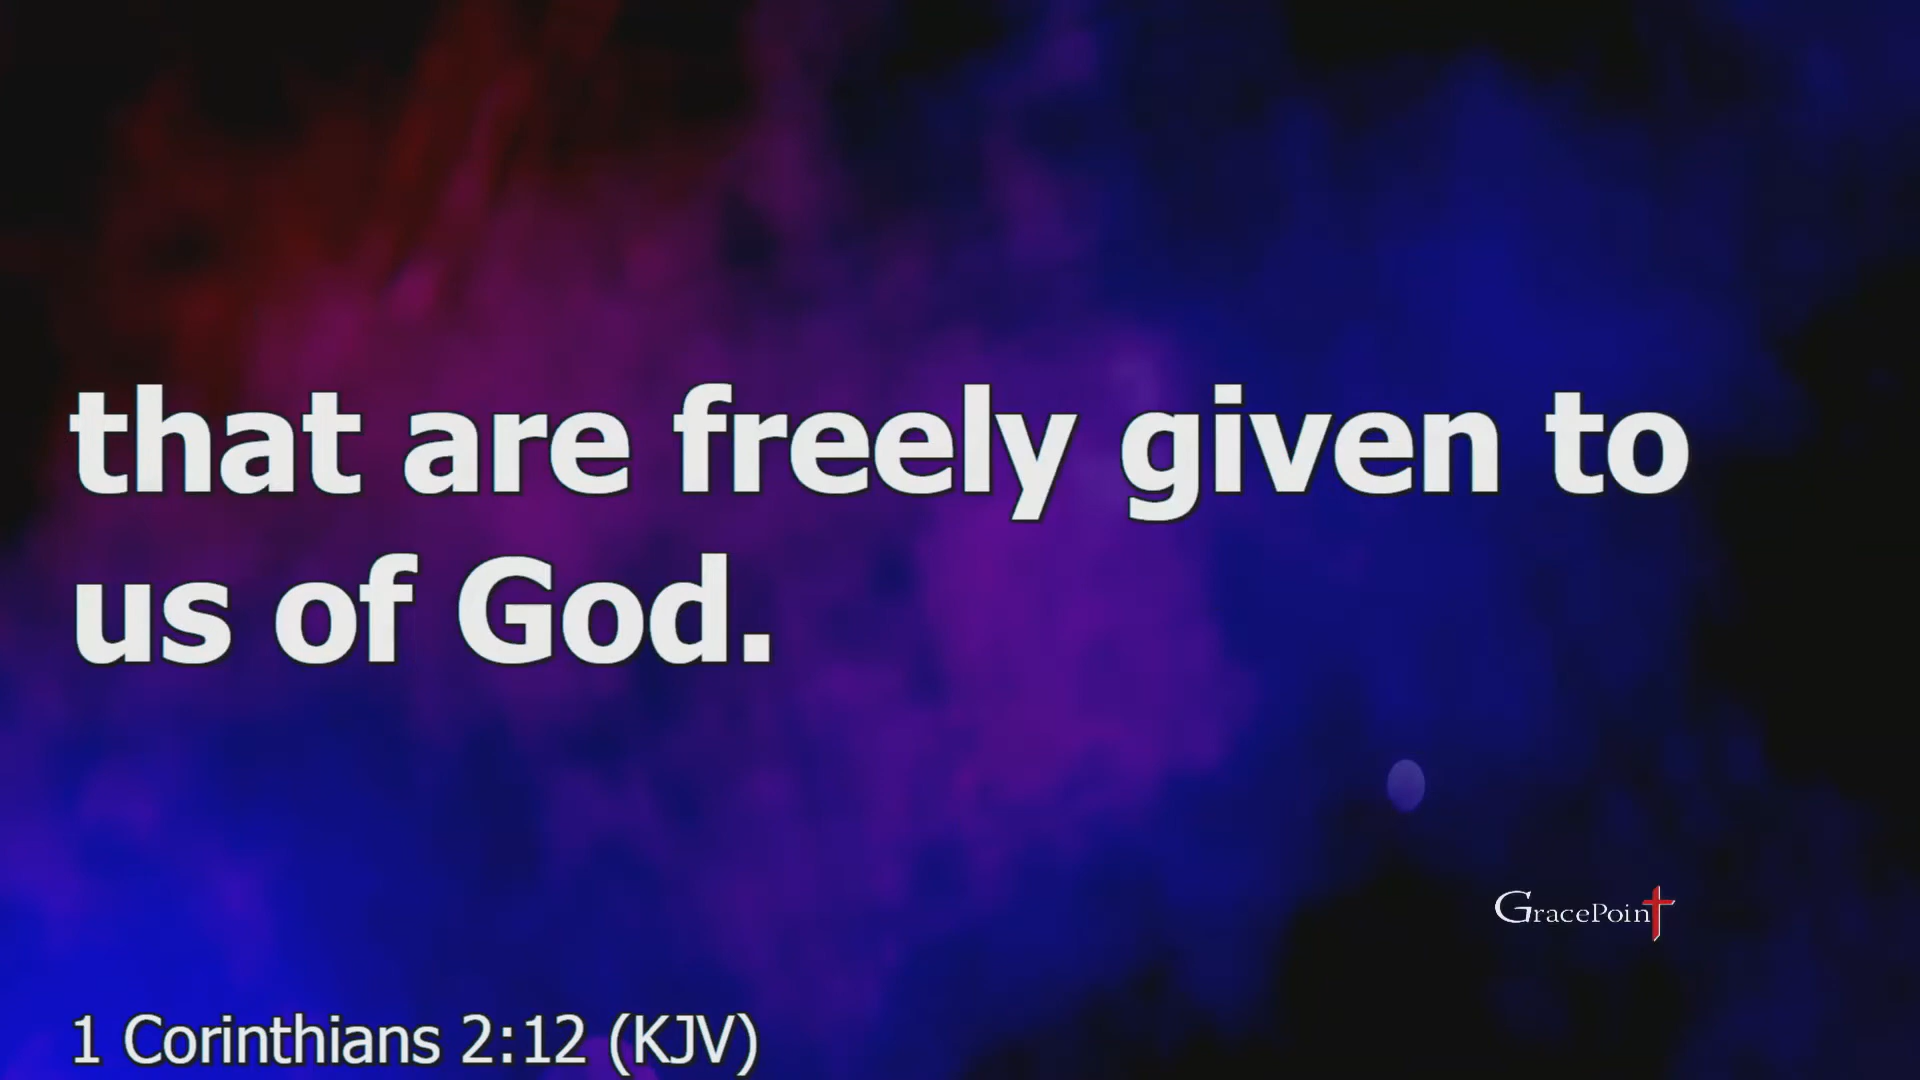 that are freely given to
us of God.
GracePoint
1 Corinthians 2:12 (KJV)